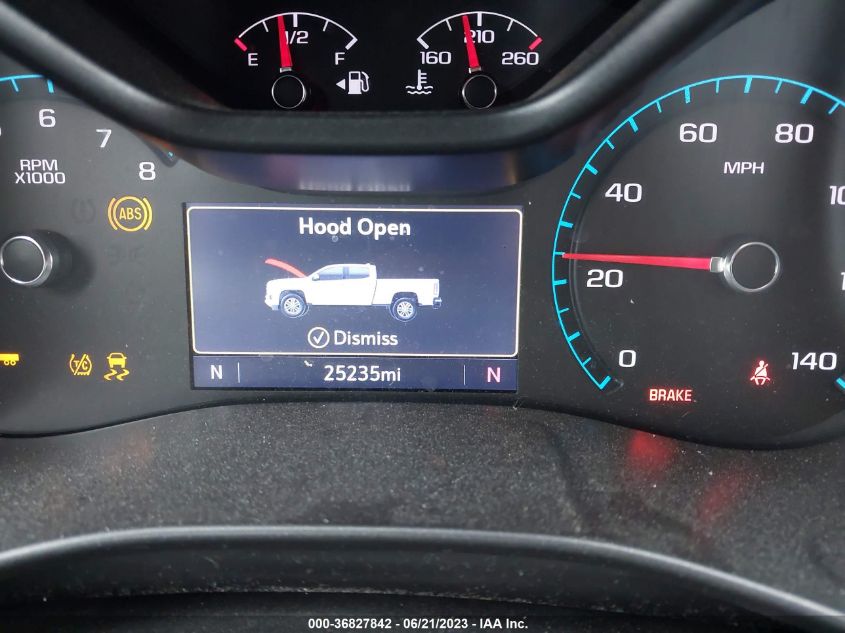 E 1/2 F
160 210 260
6
7
8
RPM
X1000
ABS
T/C
Hood Open
Dismiss
N 25235mi N
0 20 40 60 80
MPH
140
BRAKE
000-36827842 - 06/21/2023 - IAA Inc.